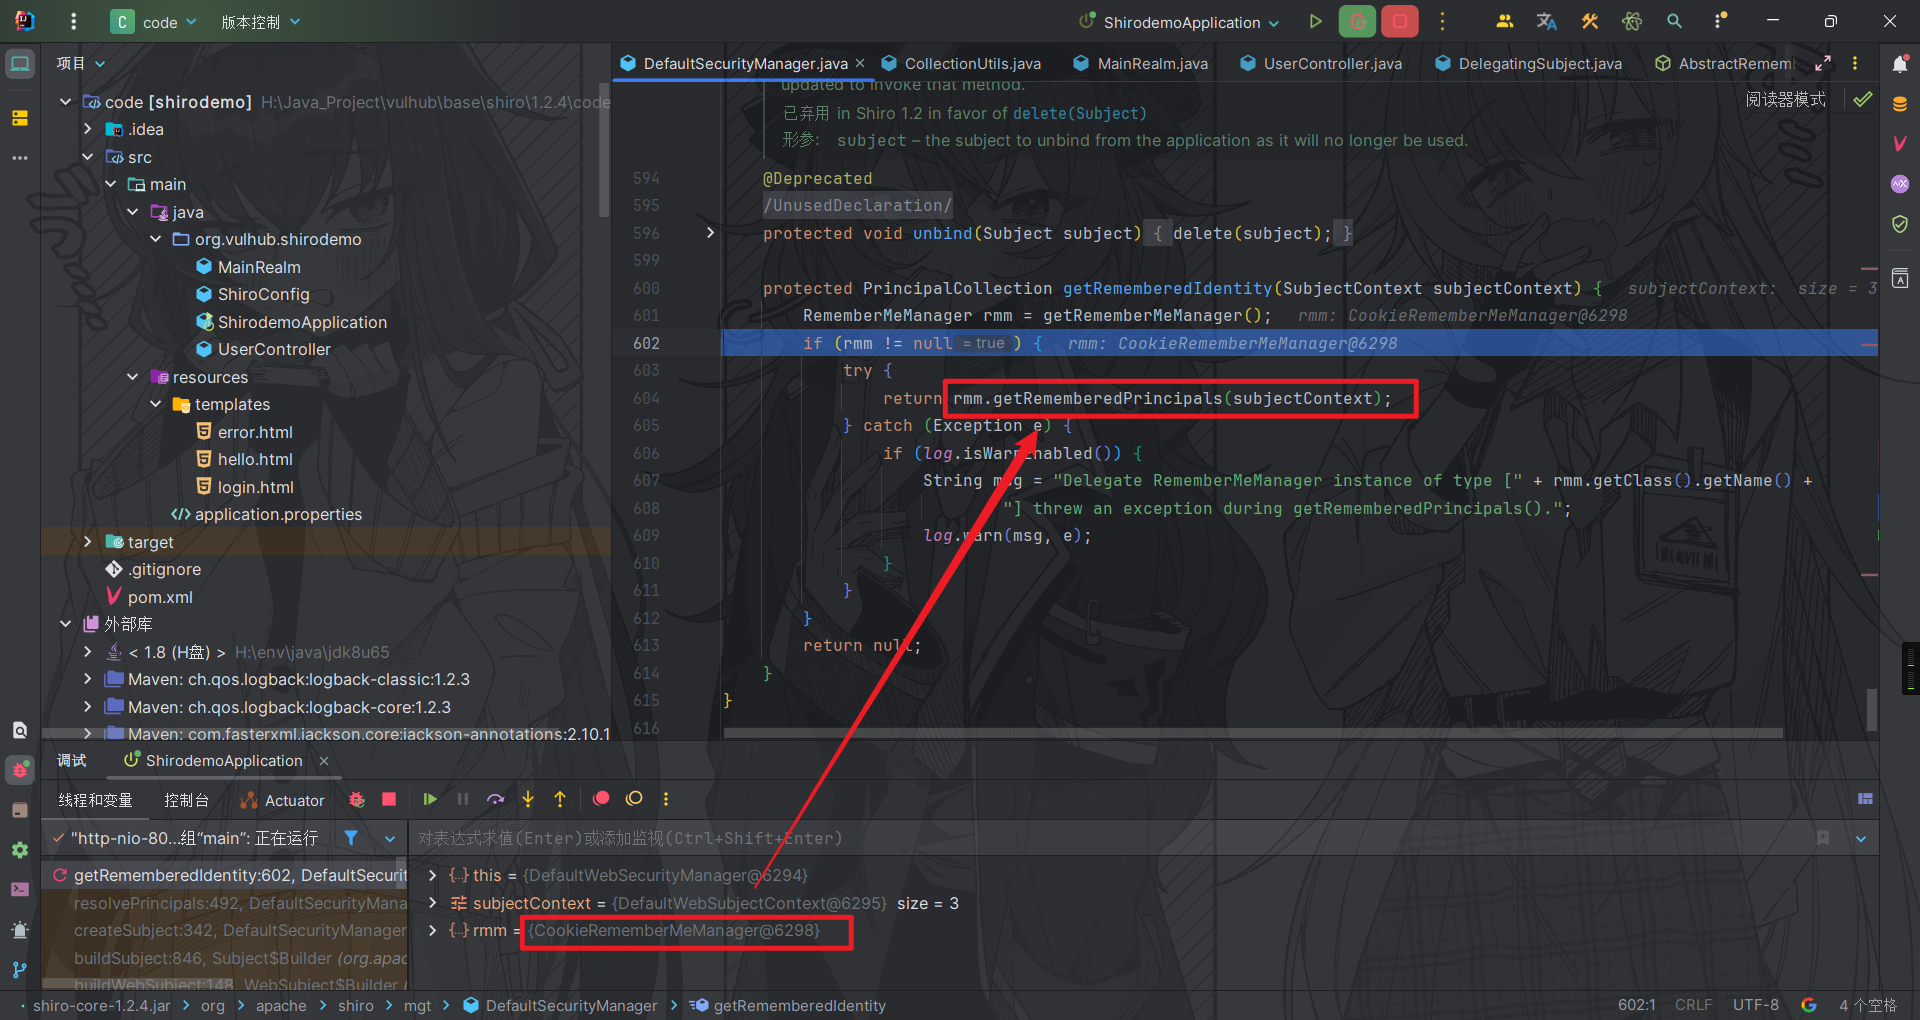 C code 版本控制 ShirodemoApplication
项目
DefaultSecurityManager.java CollectionUtils.java MainRealm.java UserController.java DelegatingSubject.java AbstractRemem
code [shirodemo] H:\Java_Project\vulhub\base\shiro\1.2.4\code
.idea
src
main
java
org.vulhub.shirodemo
MainRealm
ShiroConfig
ShirodemoApplication
UserController
resources
templates
error.html
hello.html
login.html
application.properties
target
.gitignore
pom.xml
外部库
< 1.8 (H盘) > H:\env\java\jdk8u65
Maven: ch.qos.logback:logback-classic:1.2.3
Maven: ch.qos.logback:logback-core:1.2.3
Maven: com.fasterxml.jackson.core:jackson-annotations:2.10.1
updated to invoke that method.
阅读器模式
已弃用 in Shiro 1.2 in favor of delete(Subject)
形参: subject – the subject to unbind from the application as it will no longer be used.
594 @Deprecated
595 /UnusedDeclaration/
596 protected void unbind(Subject subject) { delete(subject); }
599
600 protected PrincipalCollection getRememberedIdentity(SubjectContext subjectContext) { subjectContext: size = 3
601 RememberMeManager rmm = getRememberMeManager(); rmm: CookieRememberMeManager@6298
602 if (rmm != null = true ) { rmm: CookieRememberMeManager@6298
603 try {
604 return rmm.getRememberedPrincipals(subjectContext);
605 } catch (Exception e) {
606 if (log.isWarnEnabled()) {
607 String msg = "Delegate RememberMeManager instance of type [" + rmm.getClass().getName() +
608 "] threw an exception during getRememberedPrincipals().";
609 log.warn(msg, e);
610 }
611 }
612 }
613 return null;
614 }
615 }
616
调试 ShirodemoApplication
线程和变量 控制台 Actuator
"http-nio-80...组“main”: 正在运行
对表达式求值(Enter)或添加监视(Ctrl+Shift+Enter)
getRememberedIdentity:602, DefaultSecurit
resolvePrincipals:492, DefaultSecurityMana
createSubject:342, DefaultSecurityManager
buildSubject:846, Subject$Builder (org.apac
buildWebSubject:148, WebSubject$Builder (
this = {DefaultWebSecurityManager@6294}
subjectContext = {DefaultWebSubjectContext@6295} size = 3
rmm = {CookieRememberMeManager@6298}
shiro-core-1.2.4.jar > org > apache > shiro > mgt > DefaultSecurityManager > getRememberedIdentity
602:1 CRLF UTF-8 4 个空格